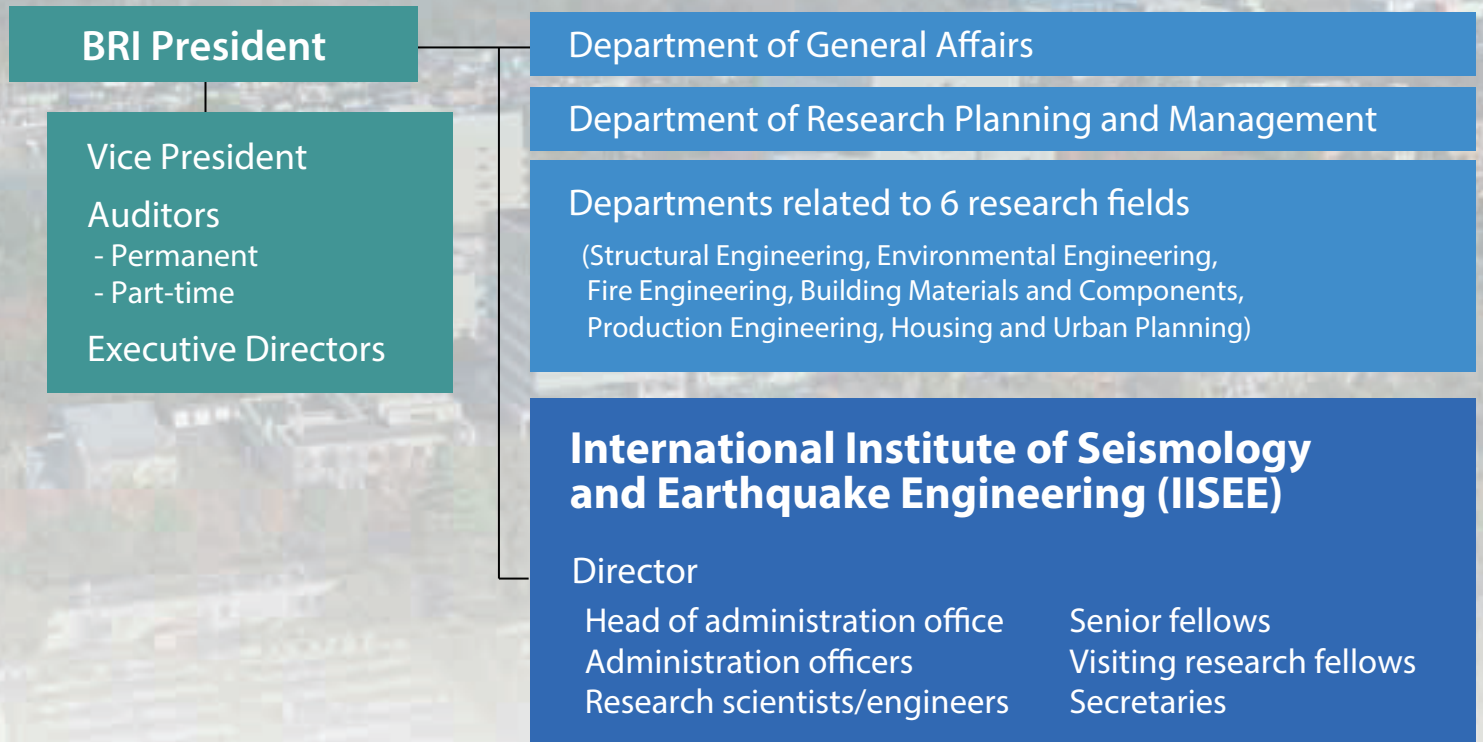 BRI President
Vice President
Auditors
- Permanent
- Part-time
Executive Directors
Department of General Affairs
Department of Research Planning and Management
Departments related to 6 research fields
(Structural Engineering, Environmental Engineering,
Fire Engineering, Building Materials and Components,
Production Engineering, Housing and Urban Planning)
International Institute of Seismology
and Earthquake Engineering (IISEE)
Director
Head of administration office
Administration officers
Research scientists/engineers
Senior fellows
Visiting research fellows
Secretaries